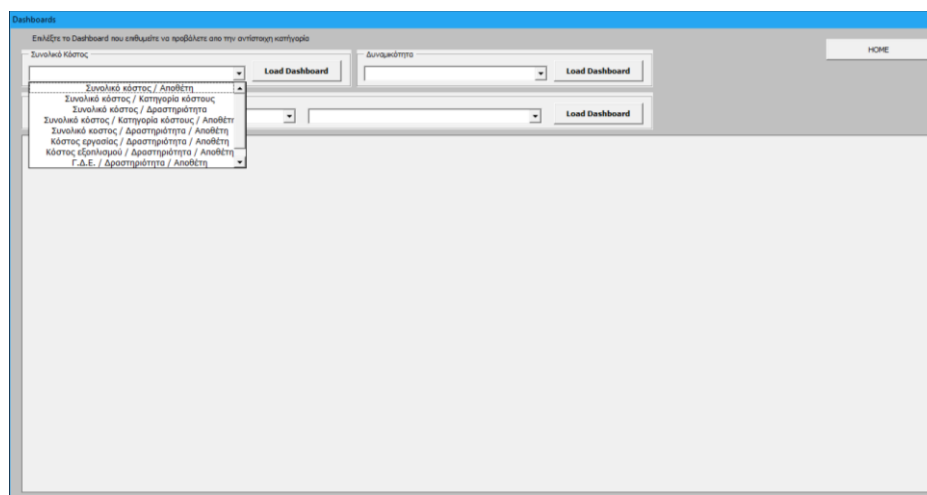 Dashboards
Επιλέξτε το Dashboard που επιθυμείτε να προβάλετε απο την αντίστοιχη κατήγορία
Συνολικό Κόστος
Load Dashboard
Δυναμικότητα
Load Dashboard
HOME
Συνολικό κόστος / Αποθέτη
Συνολικό κόστος / Κατηγορία κόστους
Συνολικό κόστος / Δραστηριότητα
Συνολικό κόστος / Κατηγορία κόστους / Αποθέτη
Συνολικό κοστος / Δραστηριότητα / Αποθέτη
Κόστος εργασίας / Δραστηριότητα / Αποθέτη
Κόστος εξοπλισμού / Δραστηριότητα / Αποθέτη
Γ.Δ.Ε. / Δραστηριότητα / Αποθέτη
Load Dashboard